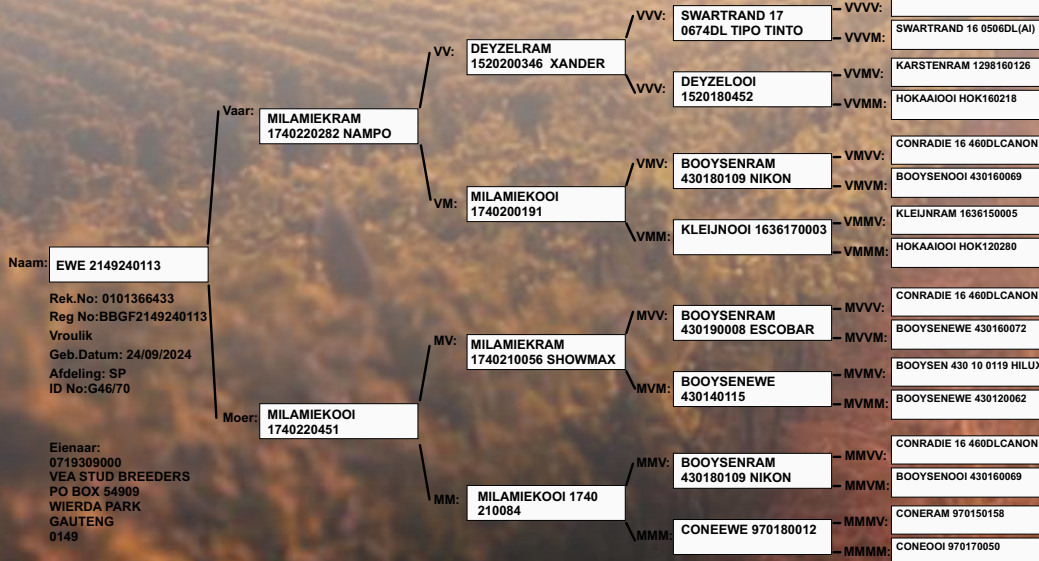 Naam:
EWE 2149240113
Rek.No: 0101366433
Reg No:BBGF2149240113
Vroulik
Geb.Datum: 24/09/2024
Afdeling: SP
ID No:G46/70
Eienaar:
0719309000
VEA STUD BREEDERS
PO BOX 54909
WIERDA PARK
GAUTENG
0149
Vaar:
MILAMIEKRAM
1740220282 NAMPO
Moer:
MILAMIEKOOI
1740220451
VV:
DEYZELRAM
1520200346 XANDER
VM:
MILAMIEKOOI
1740200191
MV:
MILAMIEKRAM
1740210056 SHOWMAX
MM:
MILAMIEKOOI 1740
210084
VVV:
SWARTRAND 17
0674DL TIPO TINTO
VVV:
DEYZELOOI
1520180452
VMV:
BOOYSENRAM
430180109 NIKON
VMM:
KLEIJNOOI 1636170003
MVV:
BOOYSENRAM
430190008 ESCOBAR
MVM:
BOOYSENEWE
430140115
MMV:
BOOYSENRAM
430180109 NIKON
MMM:
CONEEWE 970180012
VVVV:
VVVM:
SWARTRAND 16 0506DL(AI)
VVMV:
KARSTENRAM 1298160126
VVMM:
HOKAAIOOI HOK160218
VMVV:
CONRADIE 16 460DLCANON
VMVM:
BOOYSENOOI 430160069
VMMV:
KLEIJNRAM 1636150005
VMMM:
HOKAAIOOI HOK120280
MVVV:
CONRADIE 16 460DLCANON
MVVM:
BOOYSENEWE 430160072
MVMV:
BOOYSEN 430 10 0119 HILUX
MVMM:
BOOYSENEWE 430120062
MMVV:
CONRADIE 16 460DLCANON
MMVM:
BOOYSENOOI 430160069
MMMV:
CONERAM 970150158
MMMM:
CONEOOI 970170050